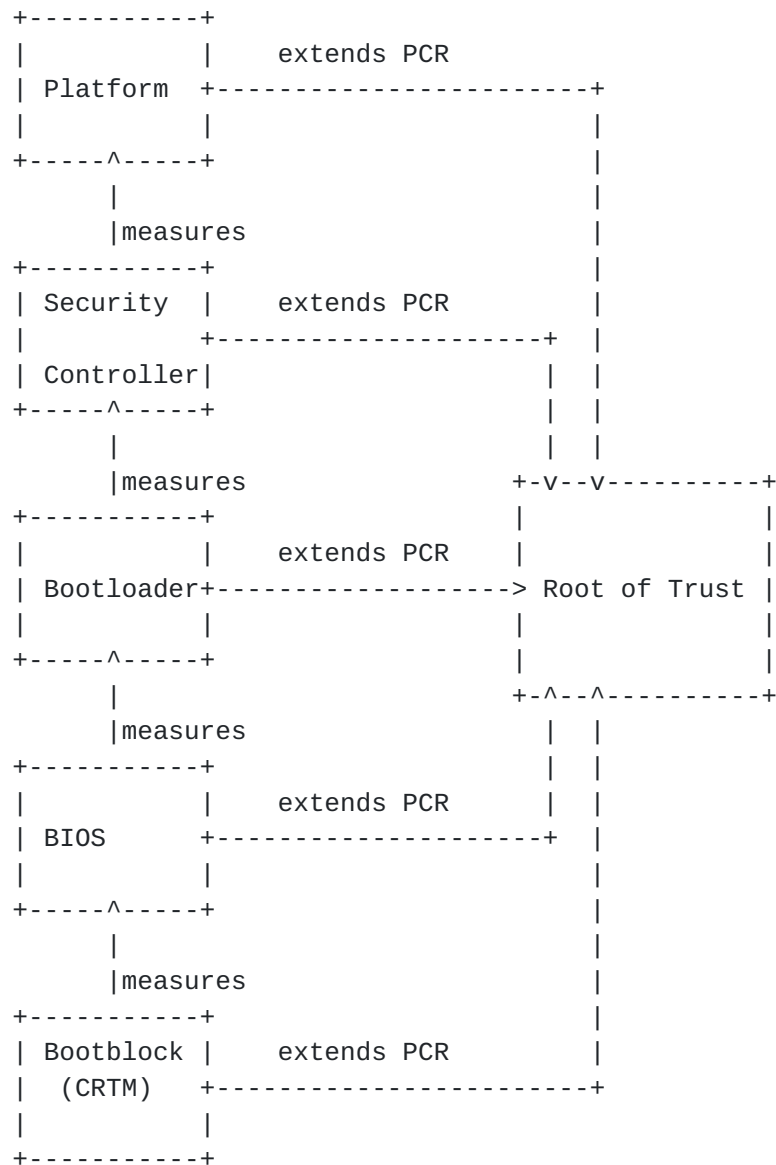 extends PCR
Platform
measures
Security extends PCR
Controller
measures
extends PCR
Bootloader Root of Trust
measures
extends PCR
BIOS
measures
Bootblock extends PCR
(CRTM)